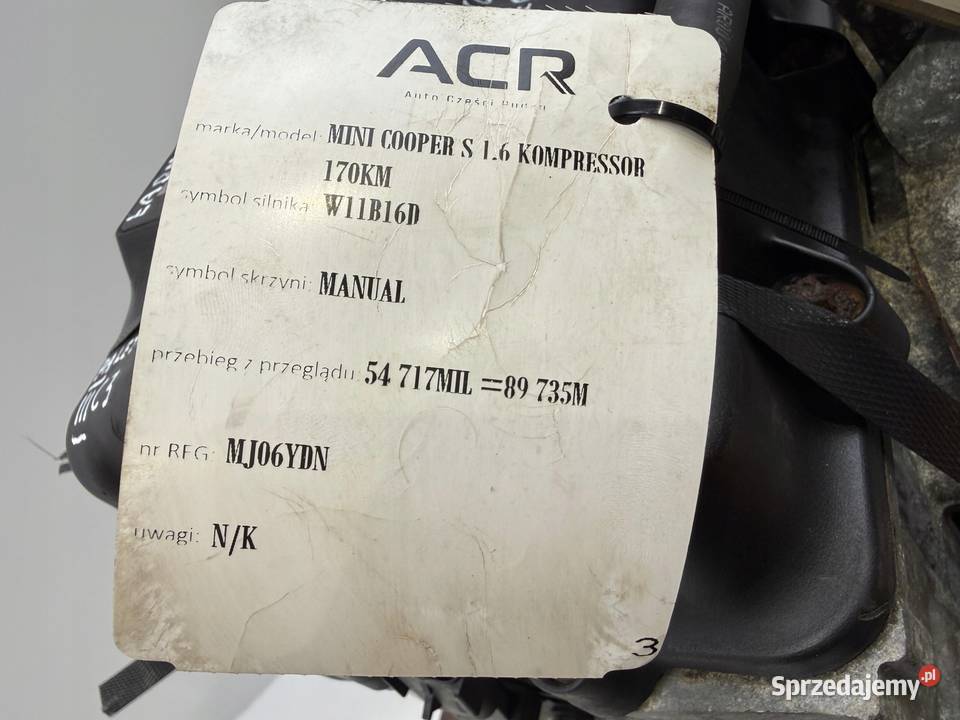 ACR
Auto Części Rudań
marka/model: MINI COOPER S 1.6 KOMPRESSOR
170KM
symbol silnika: W11B16D
symbol skrzyni: MANUAL
przebieg z przeglądu: 54 717MIL =89 735M
nr REG: MJ06YDN
uwagi: N/K
3
Sprzedajemy.pl